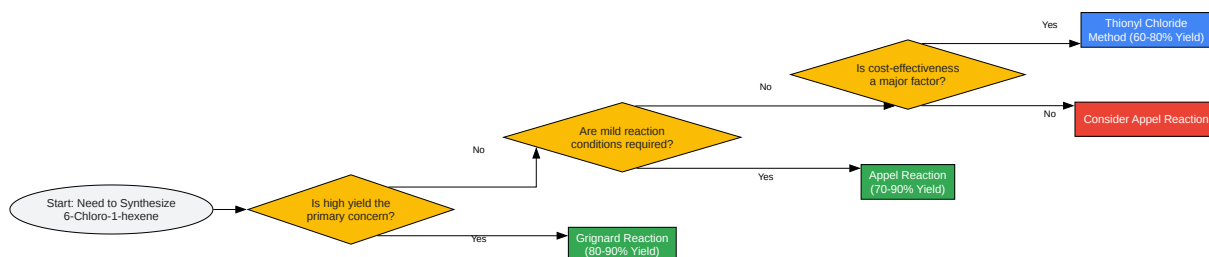 Start: Need to Synthesize
6-Chloro-1-hexene
Is high yield the
primary concern?
Yes
Grignard Reaction
(80-90% Yield)
No
Are mild reaction
conditions required?
Yes
Appel Reaction
(70-90% Yield)
No
Is cost-effectiveness
a major factor?
Yes
Thionyl Chloride
Method (60-80% Yield)
No
Consider Appel Reaction